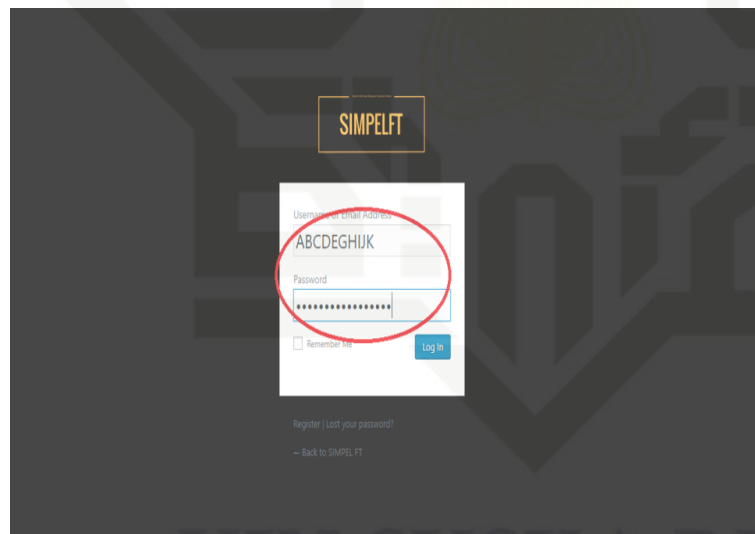 SIMPELFT
Username or Email Address
ABCDEGHIJK
Password
Remember Me
Log In
Register | Lost your password?
← Back to SIMPEL FT